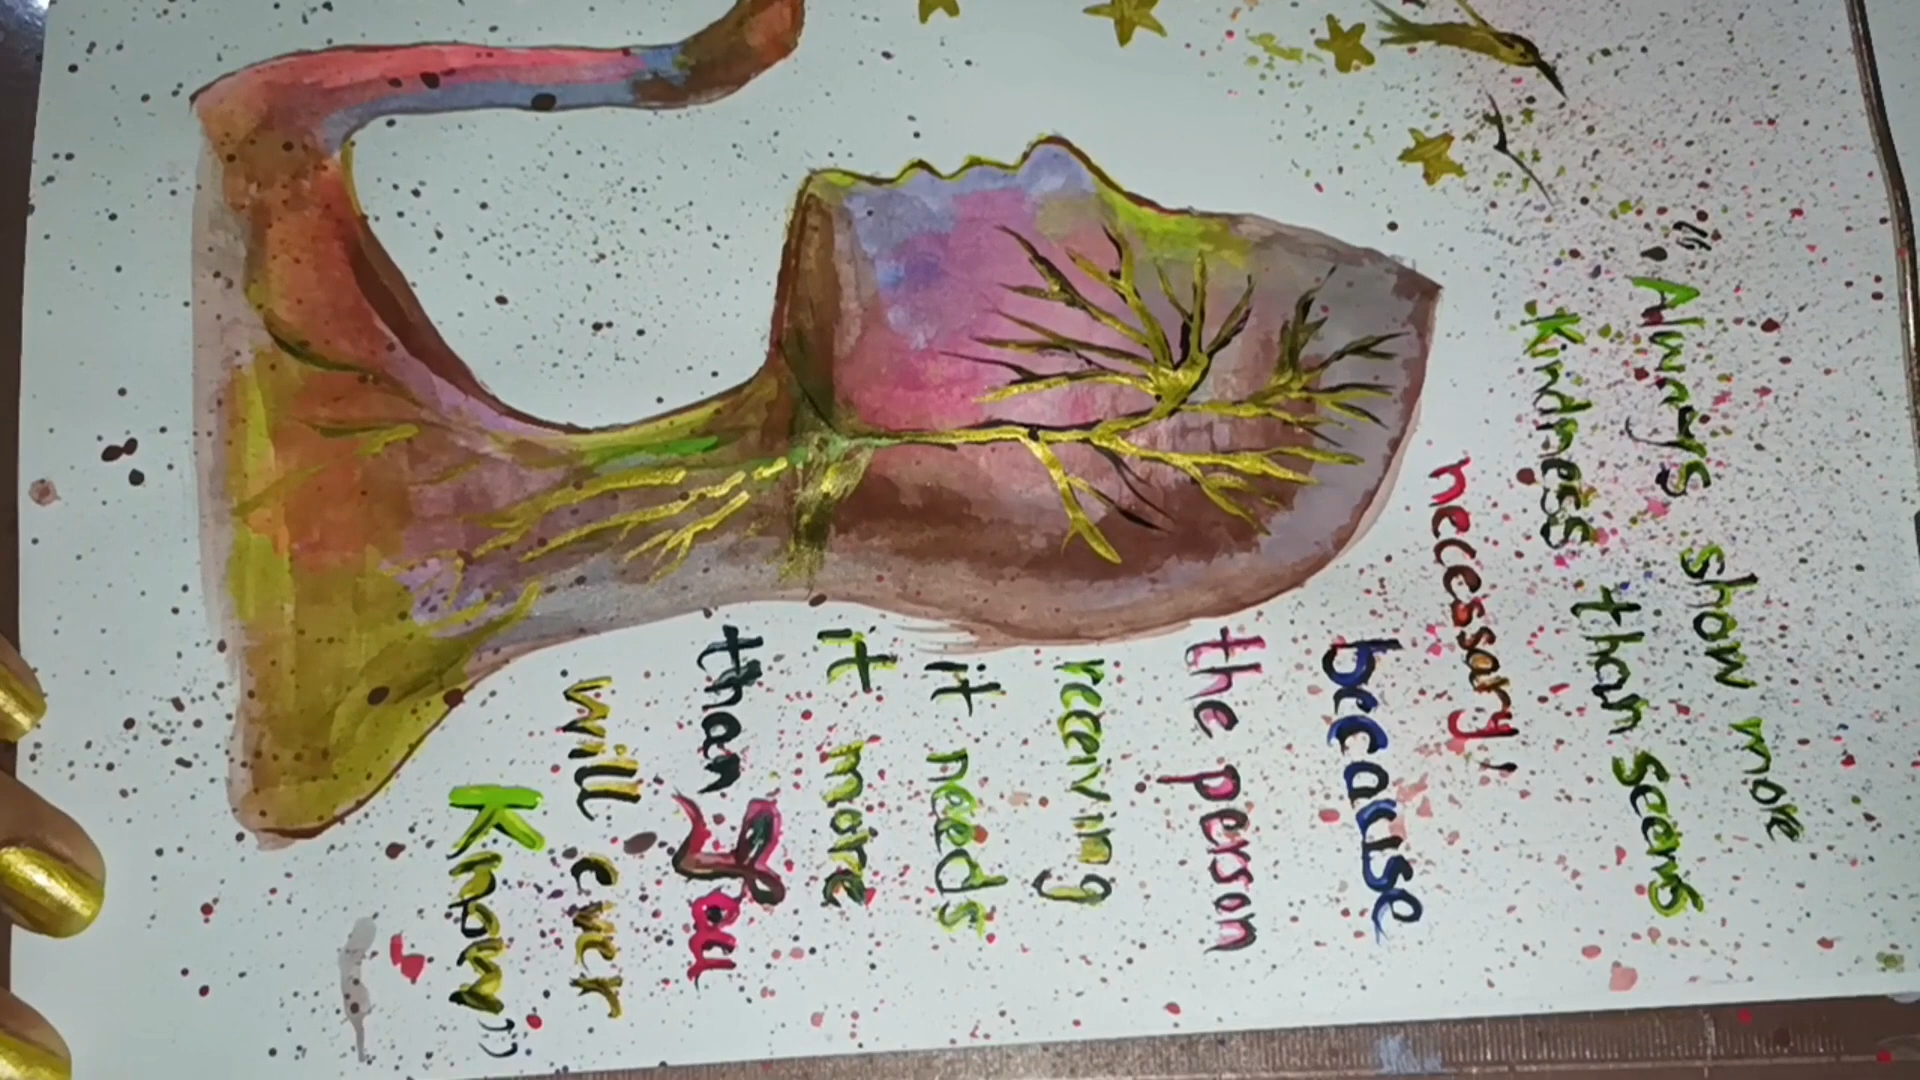 "Always show more
Kindness than seems
necessary,
because
the person
receiving
it needs
it more
than You
will ever
Know"